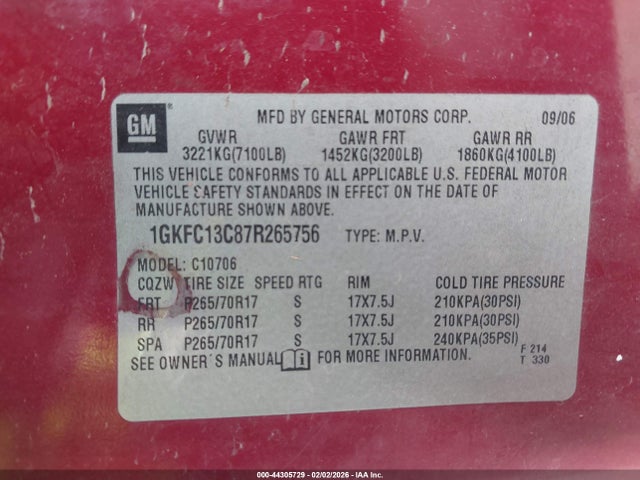 GM
MFD BY GENERAL MOTORS CORP. 09/06
GVWR GAWR FRT GAWR RR
3221KG(7100LB) 1452KG(3200LB) 1860KG(4100LB)
THIS VEHICLE CONFORMS TO ALL APPLICABLE U.S. FEDERAL MOTOR
VEHICLE SAFETY STANDARDS IN EFFECT ON THE DATE OF
MANUFACTURE SHOWN ABOVE.
1GKFC13C87R265756 TYPE: M.P.V.
MODEL: C10706
CQZW TIRE SIZE SPEED RTG RIM COLD TIRE PRESSURE
FRT P265/70R17 S 17X7.5J 210KPA(30PSI)
RR P265/70R17 S 17X7.5J 210KPA(30PSI)
SPA P265/70R17 S 17X7.5J 240KPA(35PSI)
SEE OWNER'S MANUAL FOR MORE INFORMATION. F 214
T 330
000-44305729 - 02/02/2026 - IAA Inc.